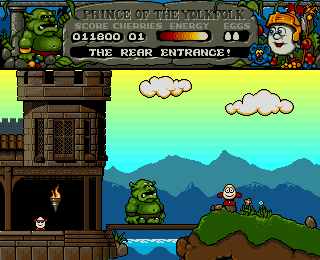 PRINCE OF THE YOLKFOLK
SCORE CHERRIES ENERGY EGGS
011800 01
THE REAR ENTRANCE!